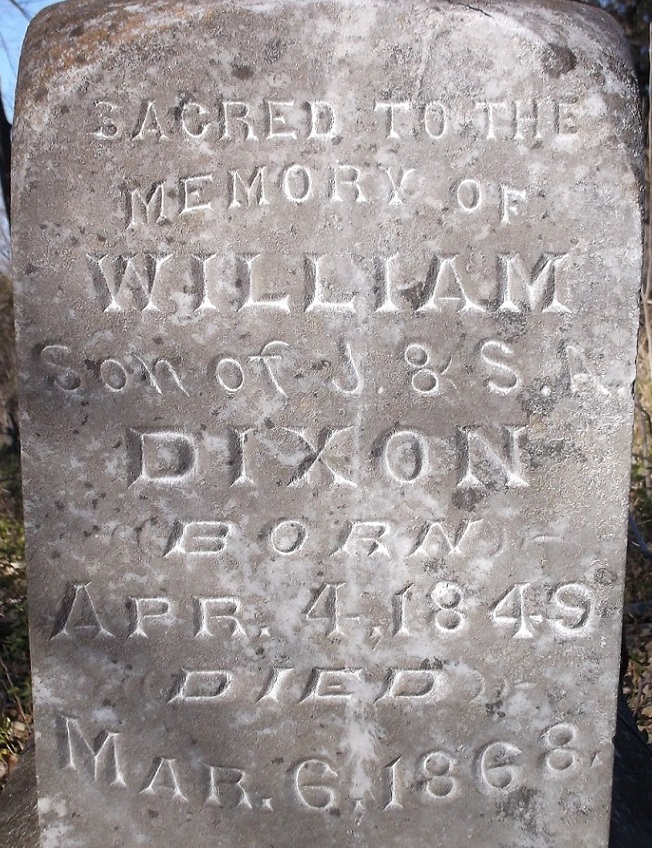 SACRED TO THE
MEMORY OF
WILLIAM
Son of J. & S. A.
DIXON
BORN
APR. 4, 1849
DIED
MAR. 6, 1868.